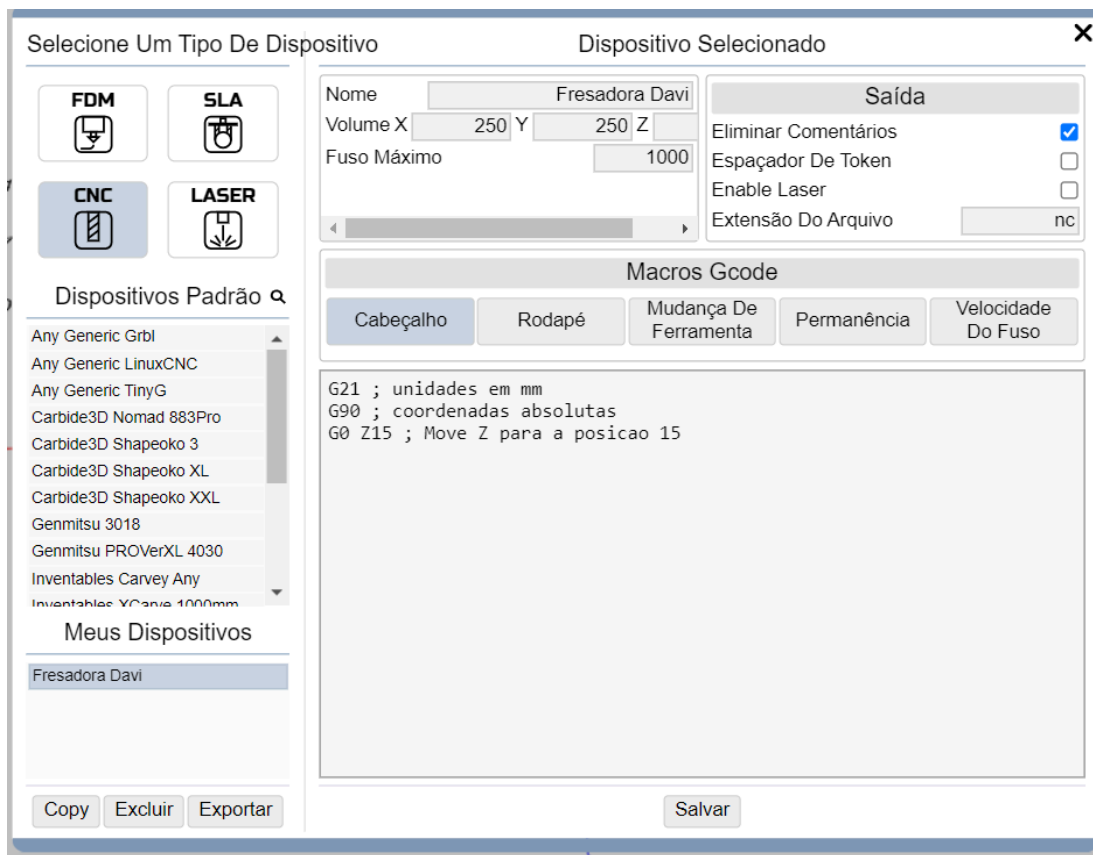 Selecione Um Tipo De Dispositivo
FDM
SLA
CNC
LASER
Dispositivos Padrão
Any Generic Grbl
Any Generic LinuxCNC
Any Generic TinyG
Carbide3D Nomad 883Pro
Carbide3D Shapeoko 3
Carbide3D Shapeoko XL
Carbide3D Shapeoko XXL
Genmitsu 3018
Genmitsu PROVerXL 4030
Inventables Carvey Any
Inventables XCarve 1000mm
Meus Dispositivos
Fresadora Davi
Copy Excluir Exportar
Dispositivo Selecionado
Nome Fresadora Davi
Volume X 250 Y 250 Z
Fuso Máximo 1000
Saída
Eliminar Comentários
Espaçador De Token
Enable Laser
Extensão Do Arquivo nc
Macros Gcode
Cabeçalho
Rodapé
Mudança De
Ferramenta
Permanência
Velocidade
Do Fuso
G21 ; unidades em mm
G90 ; coordenadas absolutas
G0 Z15 ; Move Z para a posicao 15
Salvar